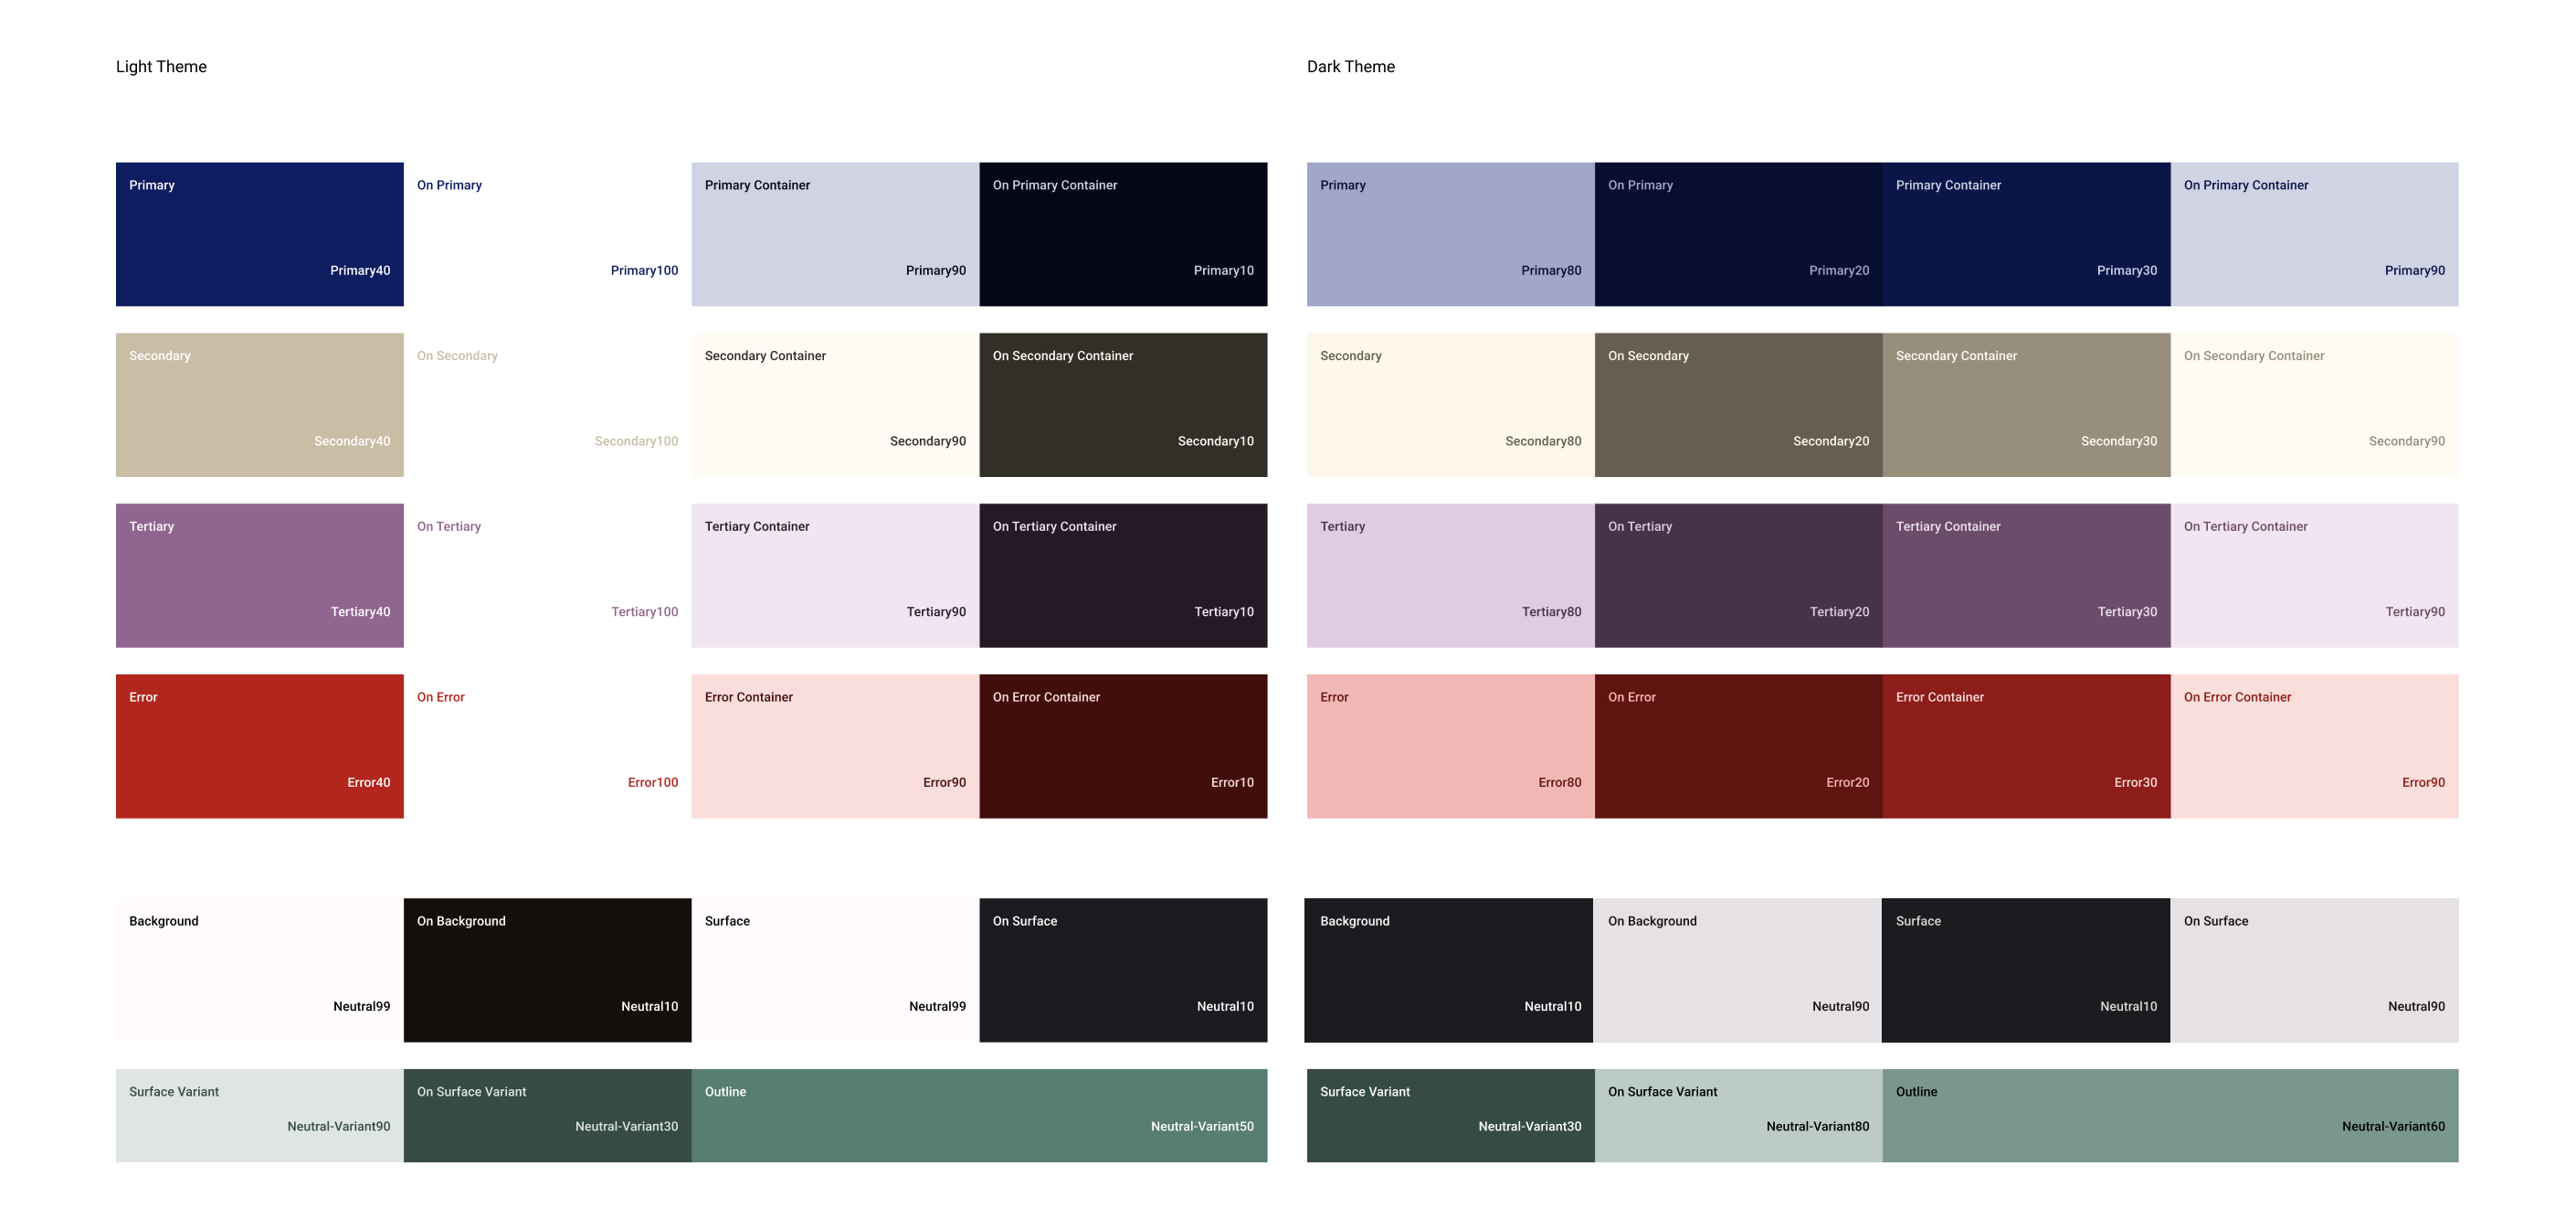 Light Theme
Dark Theme
Primary
On Primary
Primary Container
On Primary Container
Primary40
Primary100
Primary90
Primary10
Primary
On Primary
Primary Container
On Primary Container
Primary80
Primary20
Primary30
Primary90
Secondary
On Secondary
Secondary Container
On Secondary Container
Secondary40
Secondary100
Secondary90
Secondary10
Secondary
On Secondary
Secondary Container
On Secondary Container
Secondary80
Secondary20
Secondary30
Secondary90
Tertiary
On Tertiary
Tertiary Container
On Tertiary Container
Tertiary40
Tertiary100
Tertiary90
Tertiary10
Tertiary
On Tertiary
Tertiary Container
On Tertiary Container
Tertiary80
Tertiary20
Tertiary30
Tertiary90
Error
On Error
Error Container
On Error Container
Error40
Error100
Error90
Error10
Error
On Error
Error Container
On Error Container
Error80
Error20
Error30
Error90
Background
On Background
Surface
On Surface
Neutral99
Neutral10
Neutral99
Neutral10
Background
On Background
Surface
On Surface
Neutral10
Neutral90
Neutral10
Neutral90
Surface Variant
On Surface Variant
Outline
Neutral-Variant90
Neutral-Variant30
Neutral-Variant50
Surface Variant
On Surface Variant
Outline
Neutral-Variant30
Neutral-Variant80
Neutral-Variant60